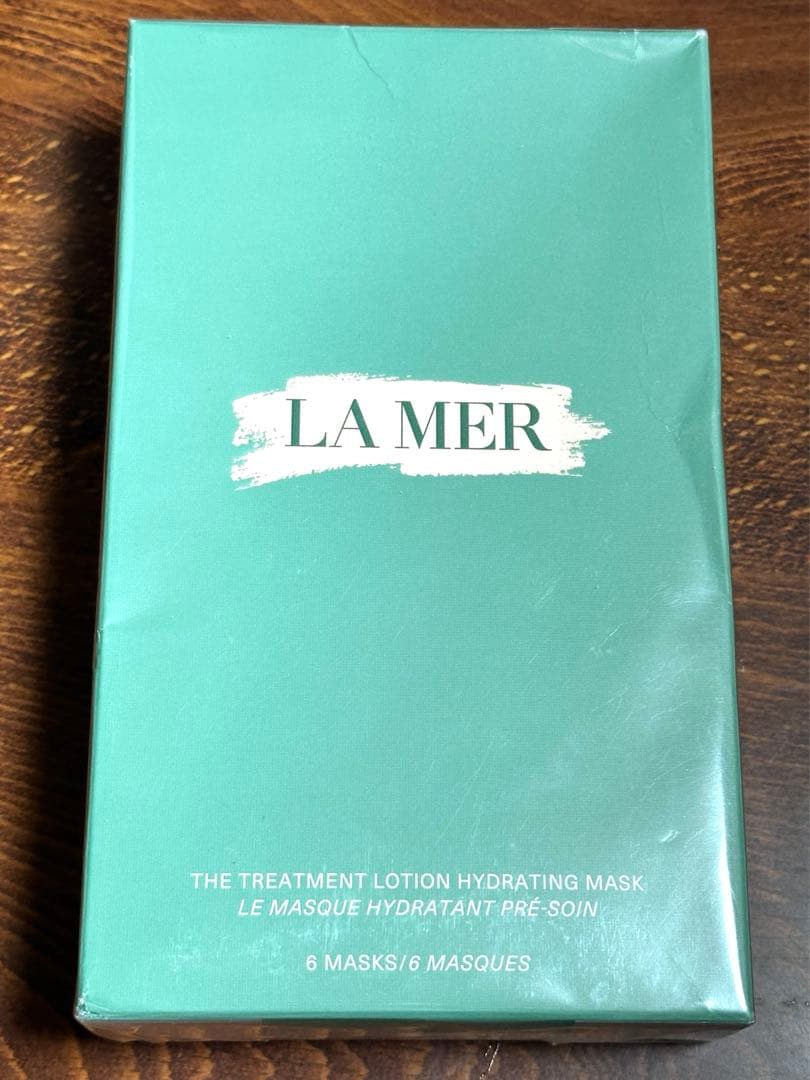 LA MER
THE TREATMENT LOTION HYDRATING MASK
LE MASQUE HYDRATANT PRÉ-SOIN
6 MASKS/6 MASQUES